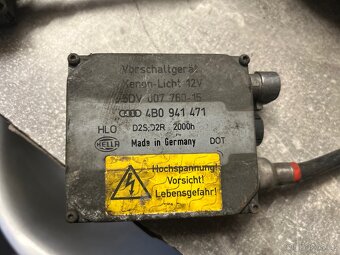 Vorschaltgerät
Xenon-Licht 12V
5DV 007 760-15
4B0 941 471
HLO D2S,D2R 2000h
HELLA Made in Germany DOT
Hochspannung!
Vorsicht!
Lebensgefahr!